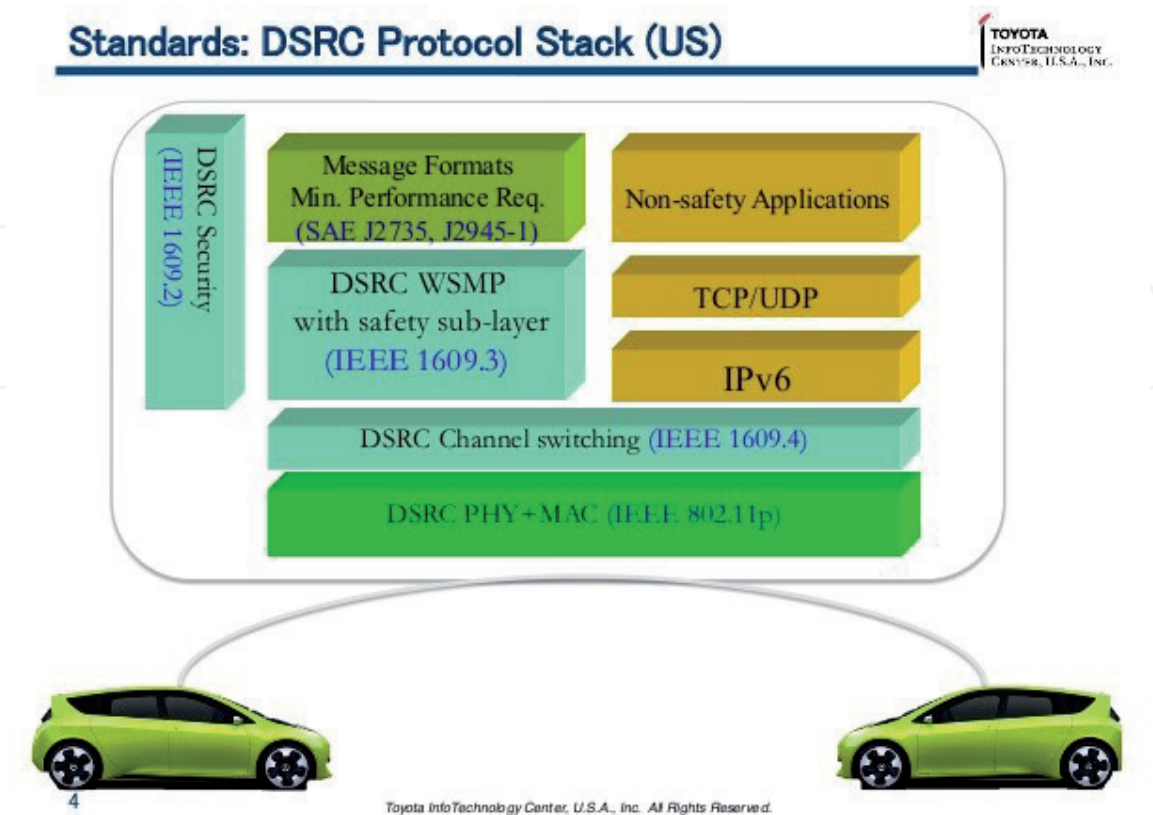 Standards: DSRC Protocol Stack (US)
TOYOTA
INFOTECHNOLOGY
CENTER, U.S.A., INC.
DSRC Security
(IEEE 1609.2)
Message Formats
Min. Performance Req.
(SAE J2735, J2945-1)
Non-safety Applications
DSRC WSMP
with safety sub-layer
(IEEE 1609.3)
TCP/UDP
IPv6
DSRC Channel switching (IEEE 1609.4)
DSRC PHY+MAC (IEEE 802.11p)
4
Toyota InfoTechnology Center, U.S.A., Inc. All Rights Reserved.